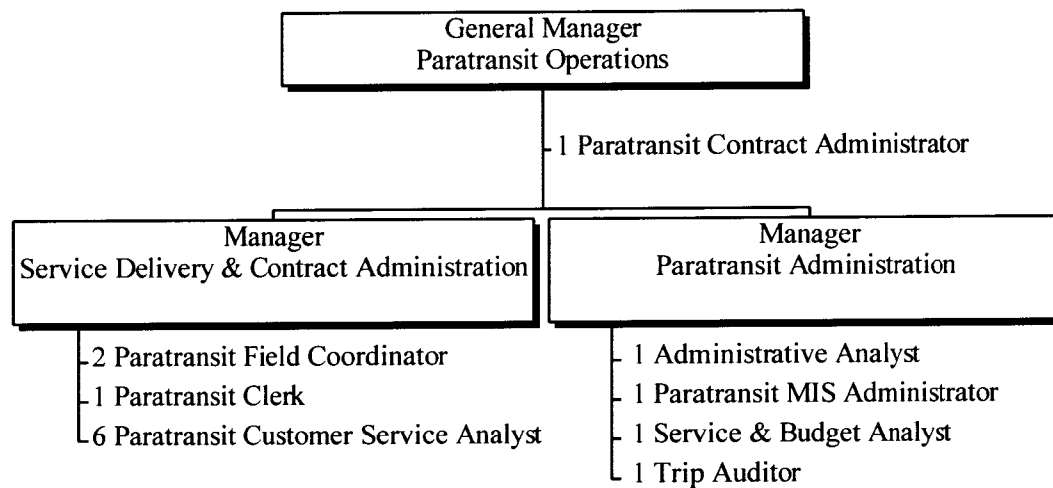 General Manager
Paratransit Operations
1 Paratransit Contract Administrator
Manager
Service Delivery & Contract Administration
2 Paratransit Field Coordinator
1 Paratransit Clerk
6 Paratransit Customer Service Analyst
Manager
Paratransit Administration
1 Administrative Analyst
1 Paratransit MIS Administrator
1 Service & Budget Analyst
1 Trip Auditor